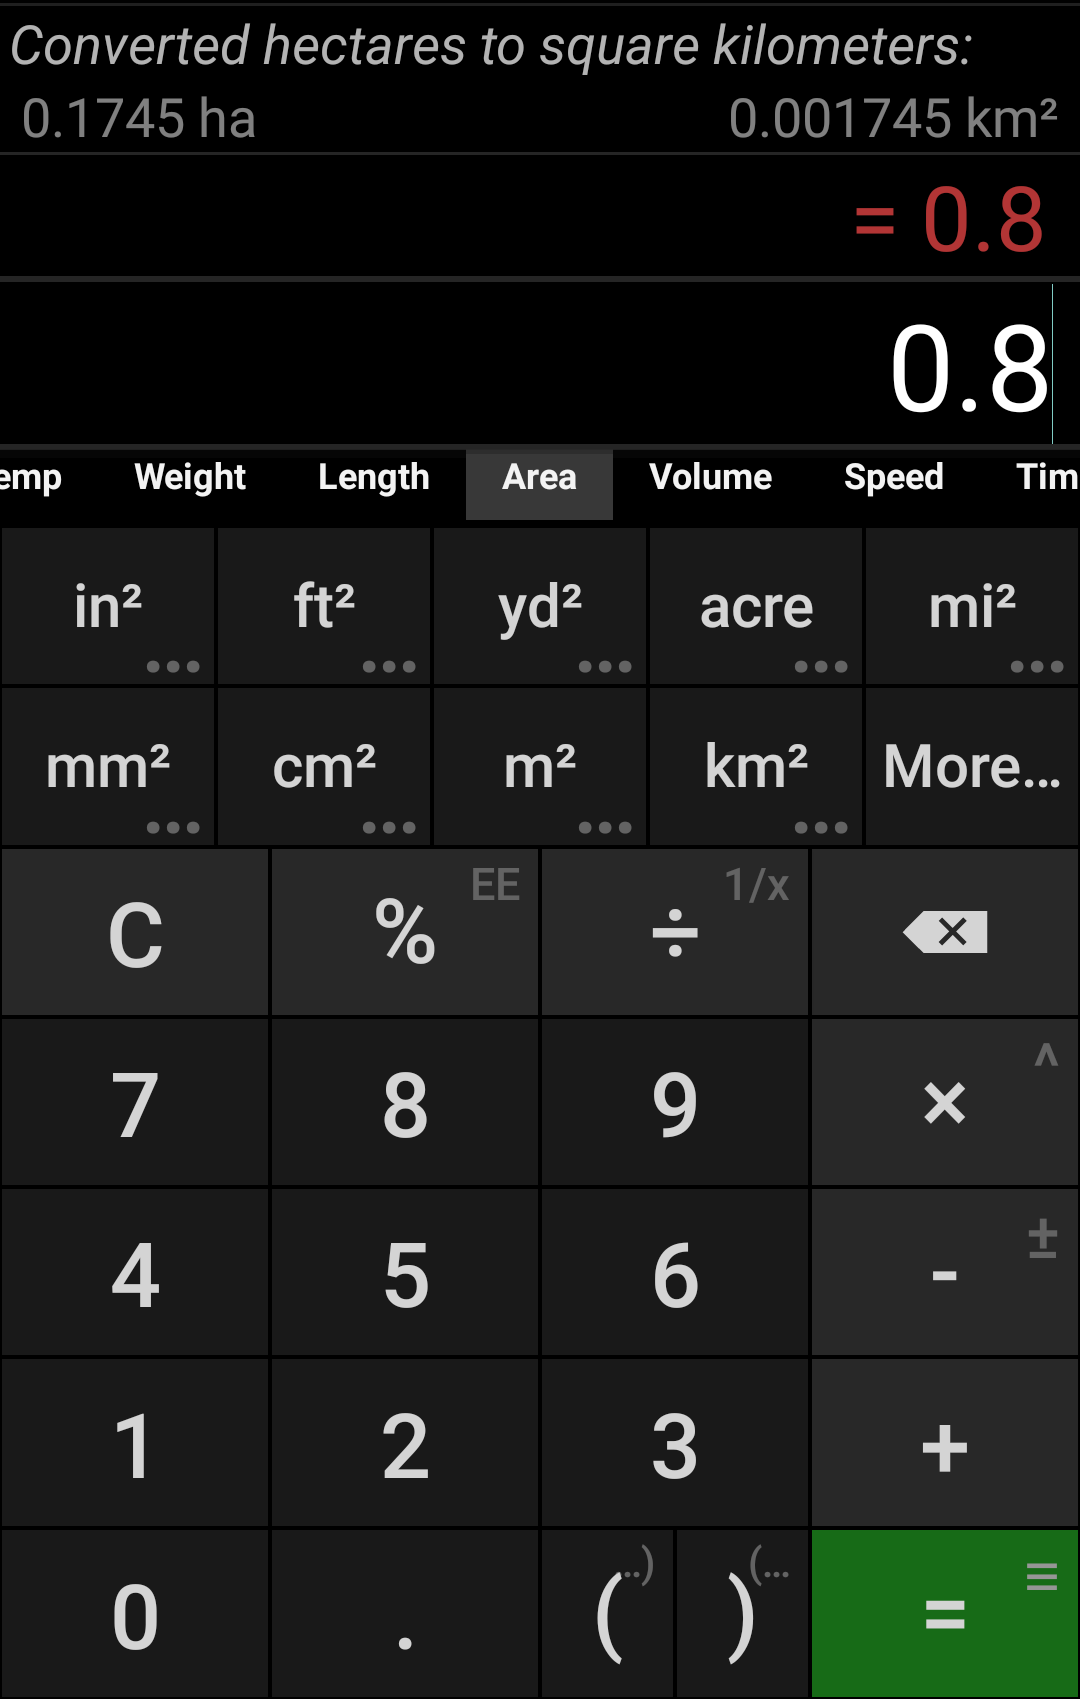 Converted hectares to square kilometers:
0.1745 ha 0.001745 km²
= 0.8
0.8
emp Weight Length Area Volume Speed Tim
in² ft² yd² acre mi²
mm² cm² m² km² More...
C % EE ÷ 1/x
7 8 9 × ^
4 5 6 - ±
1 2 3 +
0 . ( ..) ) (... =